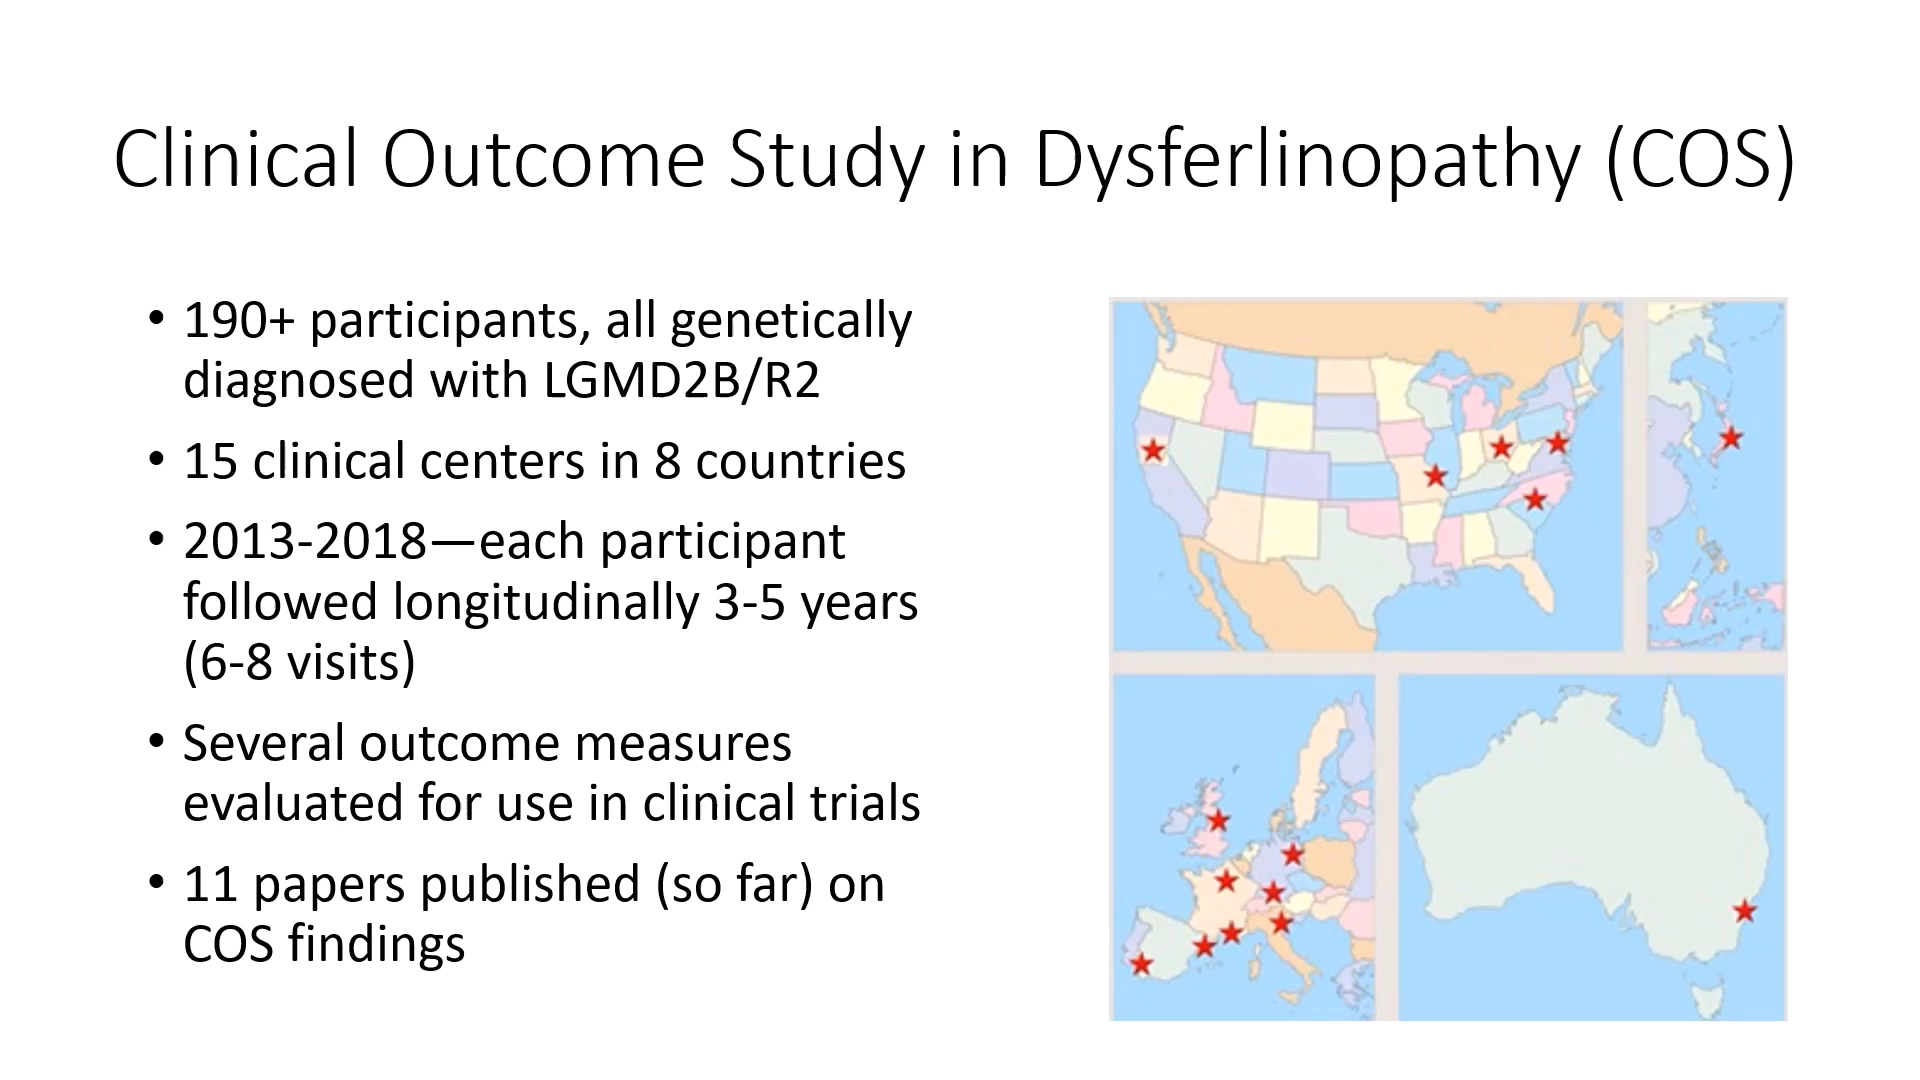 Clinical Outcome Study in Dysferlinopathy (COS)
• 190+ participants, all genetically
diagnosed with LGMD2B/R2
• 15 clinical centers in 8 countries
• 2013-2018—each participant
followed longitudinally 3-5 years
(6-8 visits)
• Several outcome measures
evaluated for use in clinical trials
• 11 papers published (so far) on
COS findings